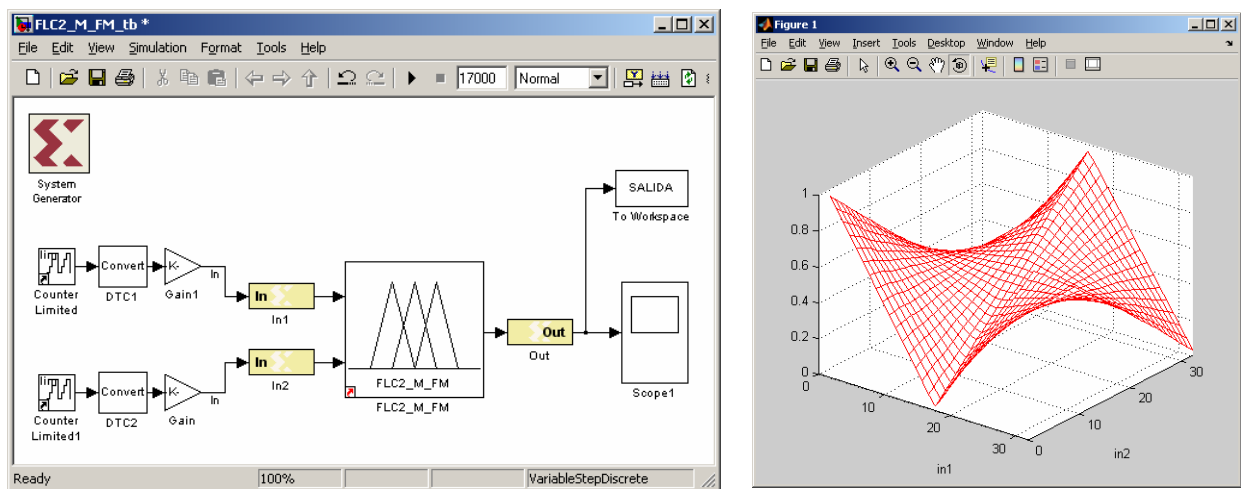 FLC2_M_FM_tb *
File Edit View Simulation Format Tools Help
17000 Normal
System
Generator
SALIDA
To Workspace
lim
Counter
Limited
Convert
DTC1
-K-
Gain1
In
In
In1
lim
Counter
Limited1
Convert
DTC2
-K-
Gain
In
In
In2
FLC2_M_FM
FLC2_M_FM
Out
Out
Scope1
Ready 100% VariableStepDiscrete
Figure 1
File Edit View Insert Tools Desktop Window Help
1
0.8
0.6
0.4
0.2
0
0
10
20
30
in1
0
10
20
30
in2